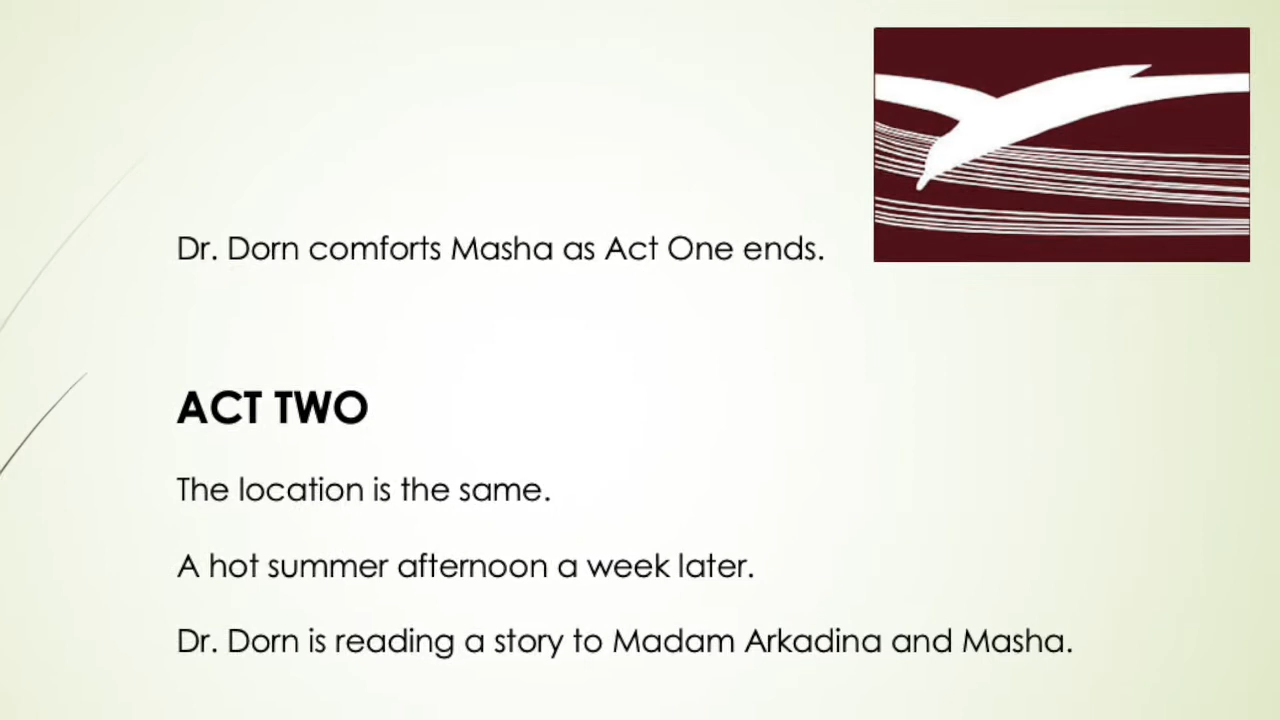 Dr. Dorn comforts Masha as Act One ends.
ACT TWO
The location is the same.
A hot summer afternoon a week later.
Dr. Dorn is reading a story to Madam Arkadina and Masha.